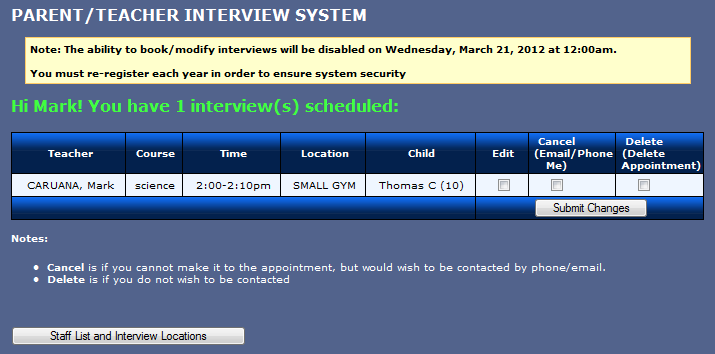 PARENT/TEACHER INTERVIEW SYSTEM
Note: The ability to book/modify interviews will be disabled on Wednesday, March 21, 2012 at 12:00am.
You must re-register each year in order to ensure system security
Hi Mark! You have 1 interview(s) scheduled:
Teacher Course Time Location Child Edit Cancel (Email/Phone Me) Delete (Delete Appointment)
CARUANA, Mark science 2:00-2:10pm SMALL GYM Thomas C (10)
Submit Changes
Notes:
• Cancel is if you cannot make it to the appointment, but would wish to be contacted by phone/email.
• Delete is if you do not wish to be contacted
Staff List and Interview Locations